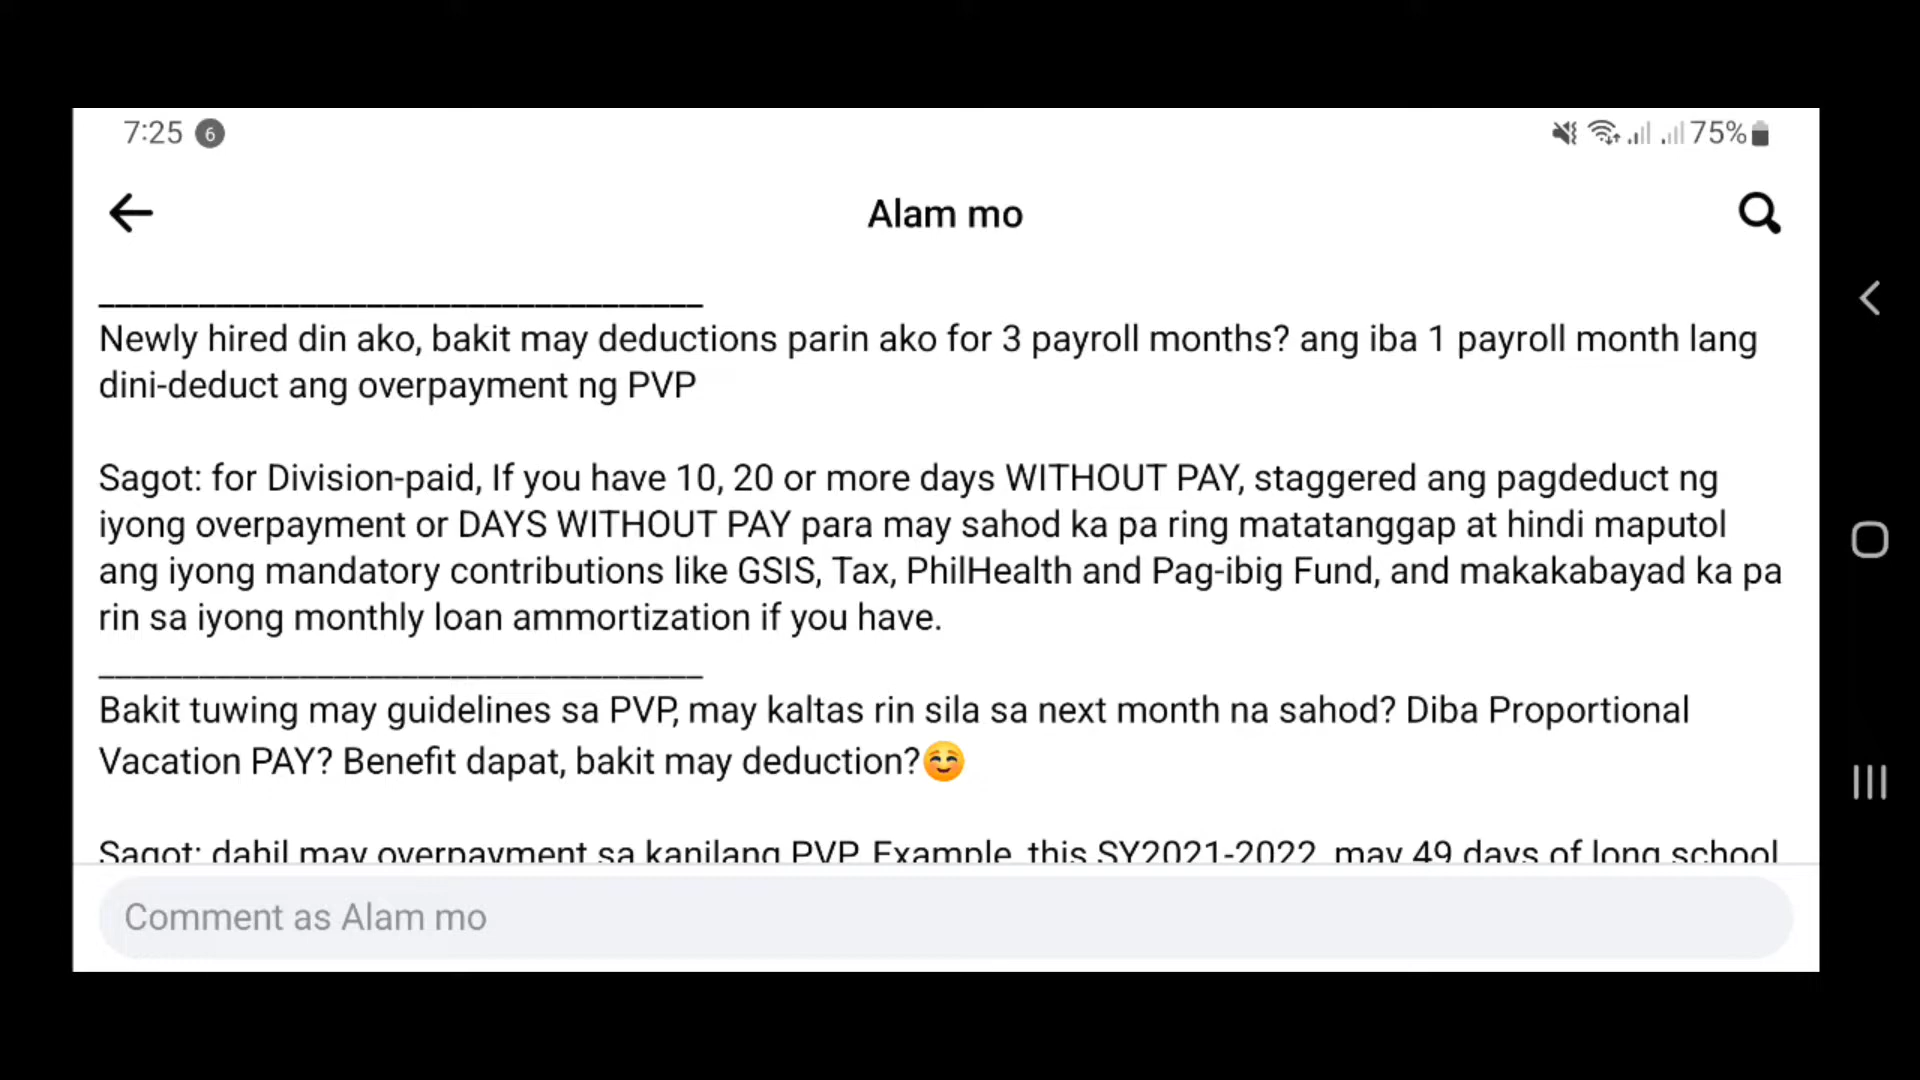 7:25 6 75%
Alam mo
Newly hired din ako, bakit may deductions parin ako for 3 payroll months? ang iba 1 payroll month lang
dini-deduct ang overpayment ng PVP
Sagot: for Division-paid, If you have 10, 20 or more days WITHOUT PAY, staggered ang pagdeduct ng
iyong overpayment or DAYS WITHOUT PAY para may sahod ka pa ring matatanggap at hindi maputol
ang iyong mandatory contributions like GSIS, Tax, PhilHealth and Pag-ibig Fund, and makakabayad ka pa
rin sa iyong monthly loan ammortization if you have.
Bakit tuwing may guidelines sa PVP, may kaltas rin sila sa next month na sahod? Diba Proportional
Vacation PAY? Benefit dapat, bakit may deduction?☺️
Sagot: dahil may overpayment sa kanilang PVP. Example, this SY2021-2022, may 49 days of long school
Comment as Alam mo